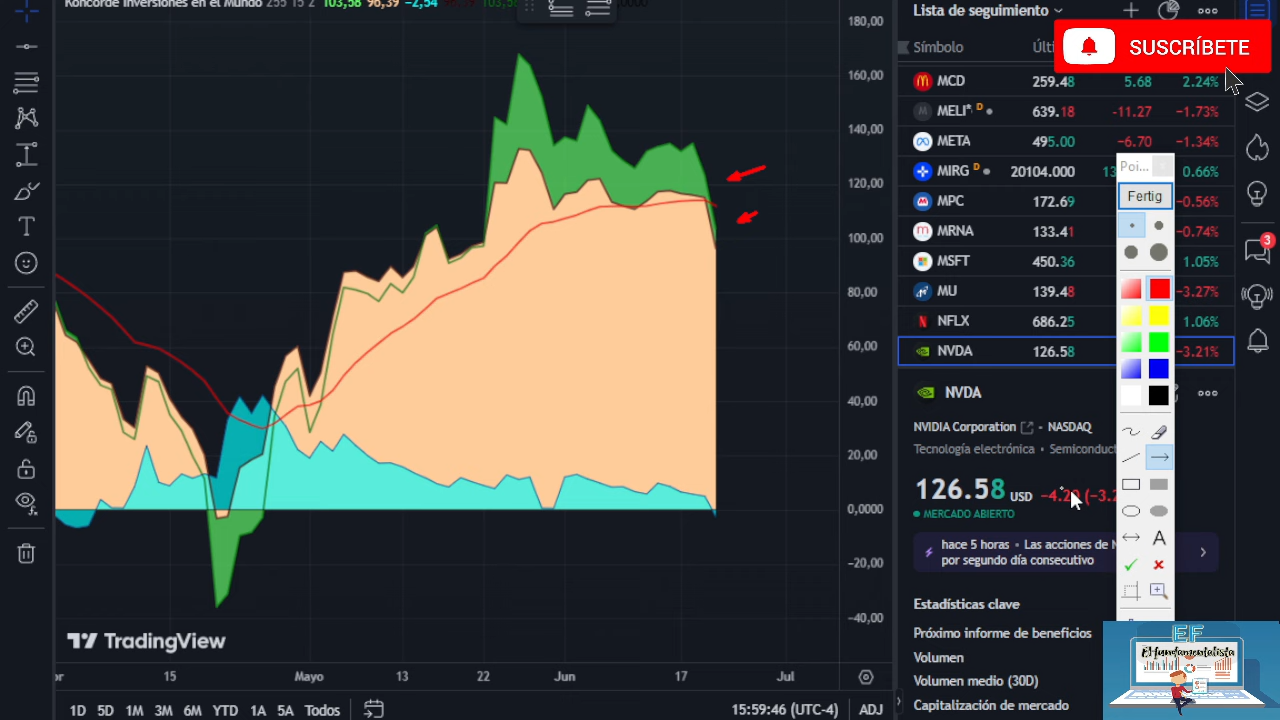 Koncorde Inversiones en el Mundo 255 15 2 103,58 96,39 −2,54
180,00
160,00
140,00
120,00
100,00
80,00
60,00
40,00
20,00
0,0000
−20,00
−40,00
TradingView
15
Mayo
13
22
Jun
17
Jul
1D 5D 1M 3M 6M YTD 1A 5A Todos
15:59:46 (UTC-4)
ADJ
Lista de seguimiento
SUSCRÍBETE
Símbolo
MCD 259.48 5.68 2.24%
MELI* D 639.18 -11.27 −1.73%
META 495.00 -6.70 −1.34%
MIRG D 20104.000 13 0.66%
MPC 172.69 −0.56%
MRNA 133.41 −0.74%
MSFT 450.36 1.05%
MU 139.48 −3.27%
NFLX 686.25 1.06%
NVDA 126.58 −3.21%
Poi...
Fertig
3
A
NVDA
NVIDIA Corporation • NASDAQ
Tecnología electrónica •
126.58 USD
MERCADO ABIERTO
hace 5 horas • Las acciones de
por segundo día consecutivo
Estadísticas clave
Próximo informe de beneficios
Volumen
Volumen medio (30D)
Capitalización de mercado
EF
El Fundamentalista